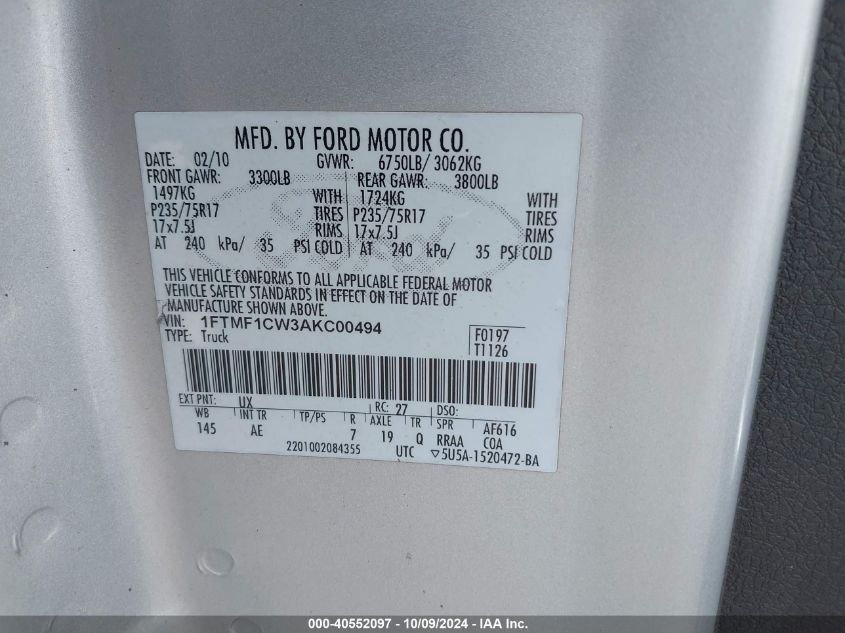 MFD. BY FORD MOTOR CO.
DATE: 02/10 GVWR: 6750LB/ 3062KG
FRONT GAWR: 3300LB REAR GAWR: 3800LB
1497KG WITH 1724KG WITH
P235/75R17 TIRES P235/75R17 TIRES
17x7.5J RIMS 17x7.5J RIMS
AT 240 kPa/ 35 PSI COLD AT 240 kPa/ 35 PSI COLD
THIS VEHICLE CONFORMS TO ALL APPLICABLE FEDERAL MOTOR
VEHICLE SAFETY STANDARDS IN EFFECT ON THE DATE OF
MANUFACTURE SHOWN ABOVE.
VIN: 1FTMF1CW3AKC00494 F0197
TYPE: Truck T1126
EXT PNT: UX RC: 27 DSO:
WB INT TR TP/PS R AXLE TR SPR AF616
145 AE 7 19 Q RRAA COA
2201002084355 UTC ▽5U5A-1520472-BA
000-40552097 - 10/09/2024 - IAA Inc.